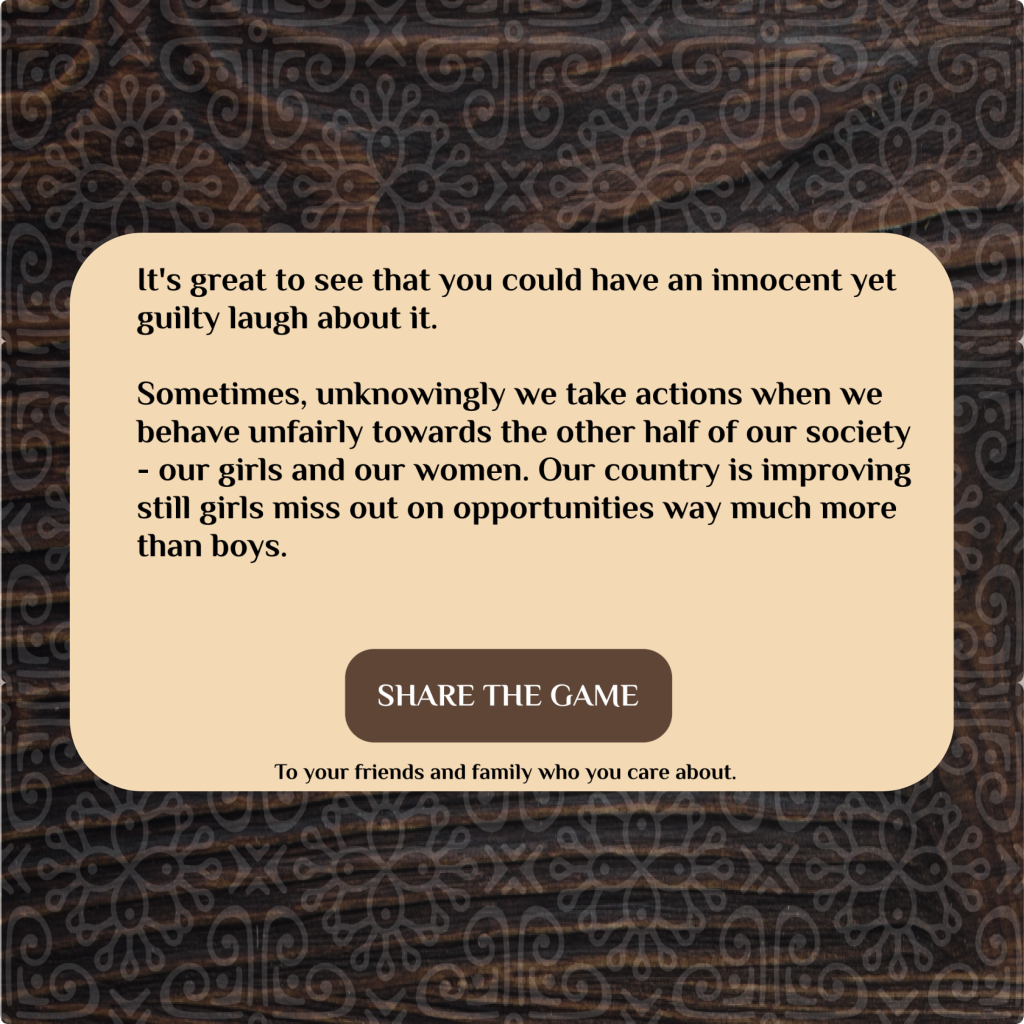 It's great to see that you could have an innocent yet
guilty laugh about it.
Sometimes, unknowingly we take actions when we
behave unfairly towards the other half of our society
- our girls and our women. Our country is improving
still girls miss out on opportunities way much more
than boys.
SHARE THE GAME
To your friends and family who you care about.